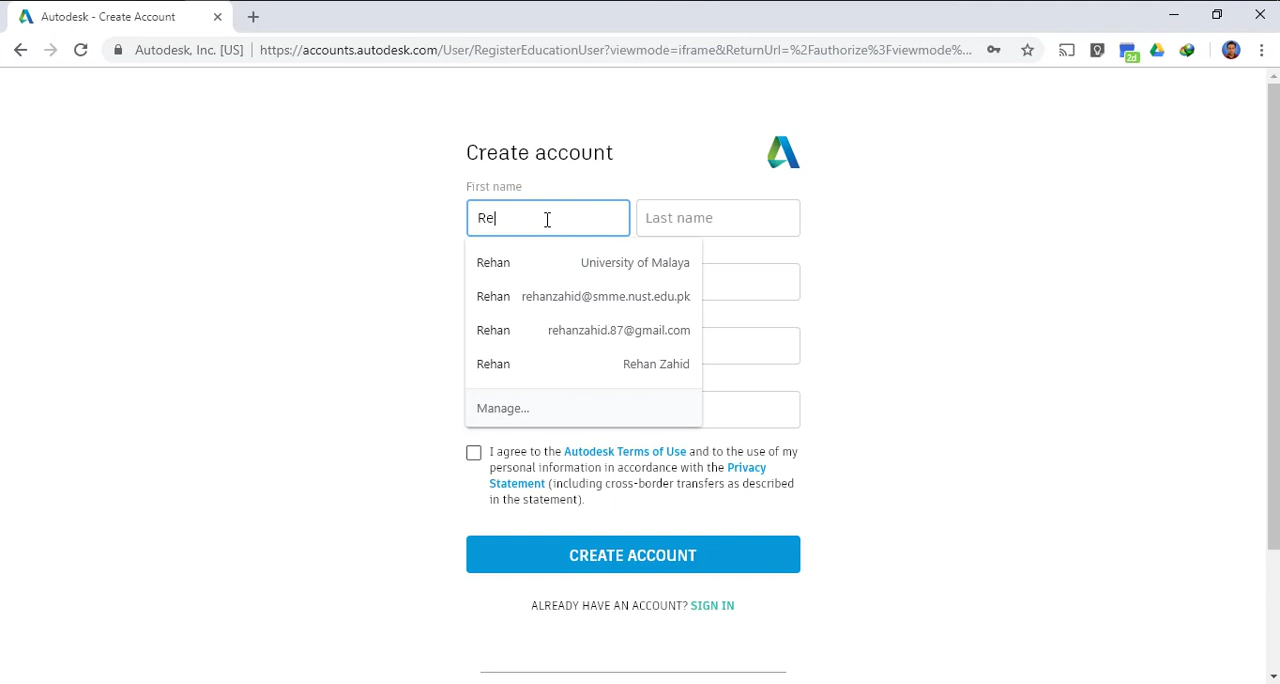 Autodesk - Create Account
Autodesk, Inc. [US] https://accounts.autodesk.com/User/RegisterEducationUser?viewmode=iframe&ReturnUrl=%2Fauthorize%3Fviewmode%...
2d
Create account
First name
Re
Last name
Rehan University of Malaya
Rehan rehanzahid@smme.nust.edu.pk
Rehan rehanzahid.87@gmail.com
Rehan Rehan Zahid
Manage...
I agree to the Autodesk Terms of Use and to the use of my
personal information in accordance with the Privacy
Statement (including cross-border transfers as described
in the statement).
CREATE ACCOUNT
ALREADY HAVE AN ACCOUNT? SIGN IN